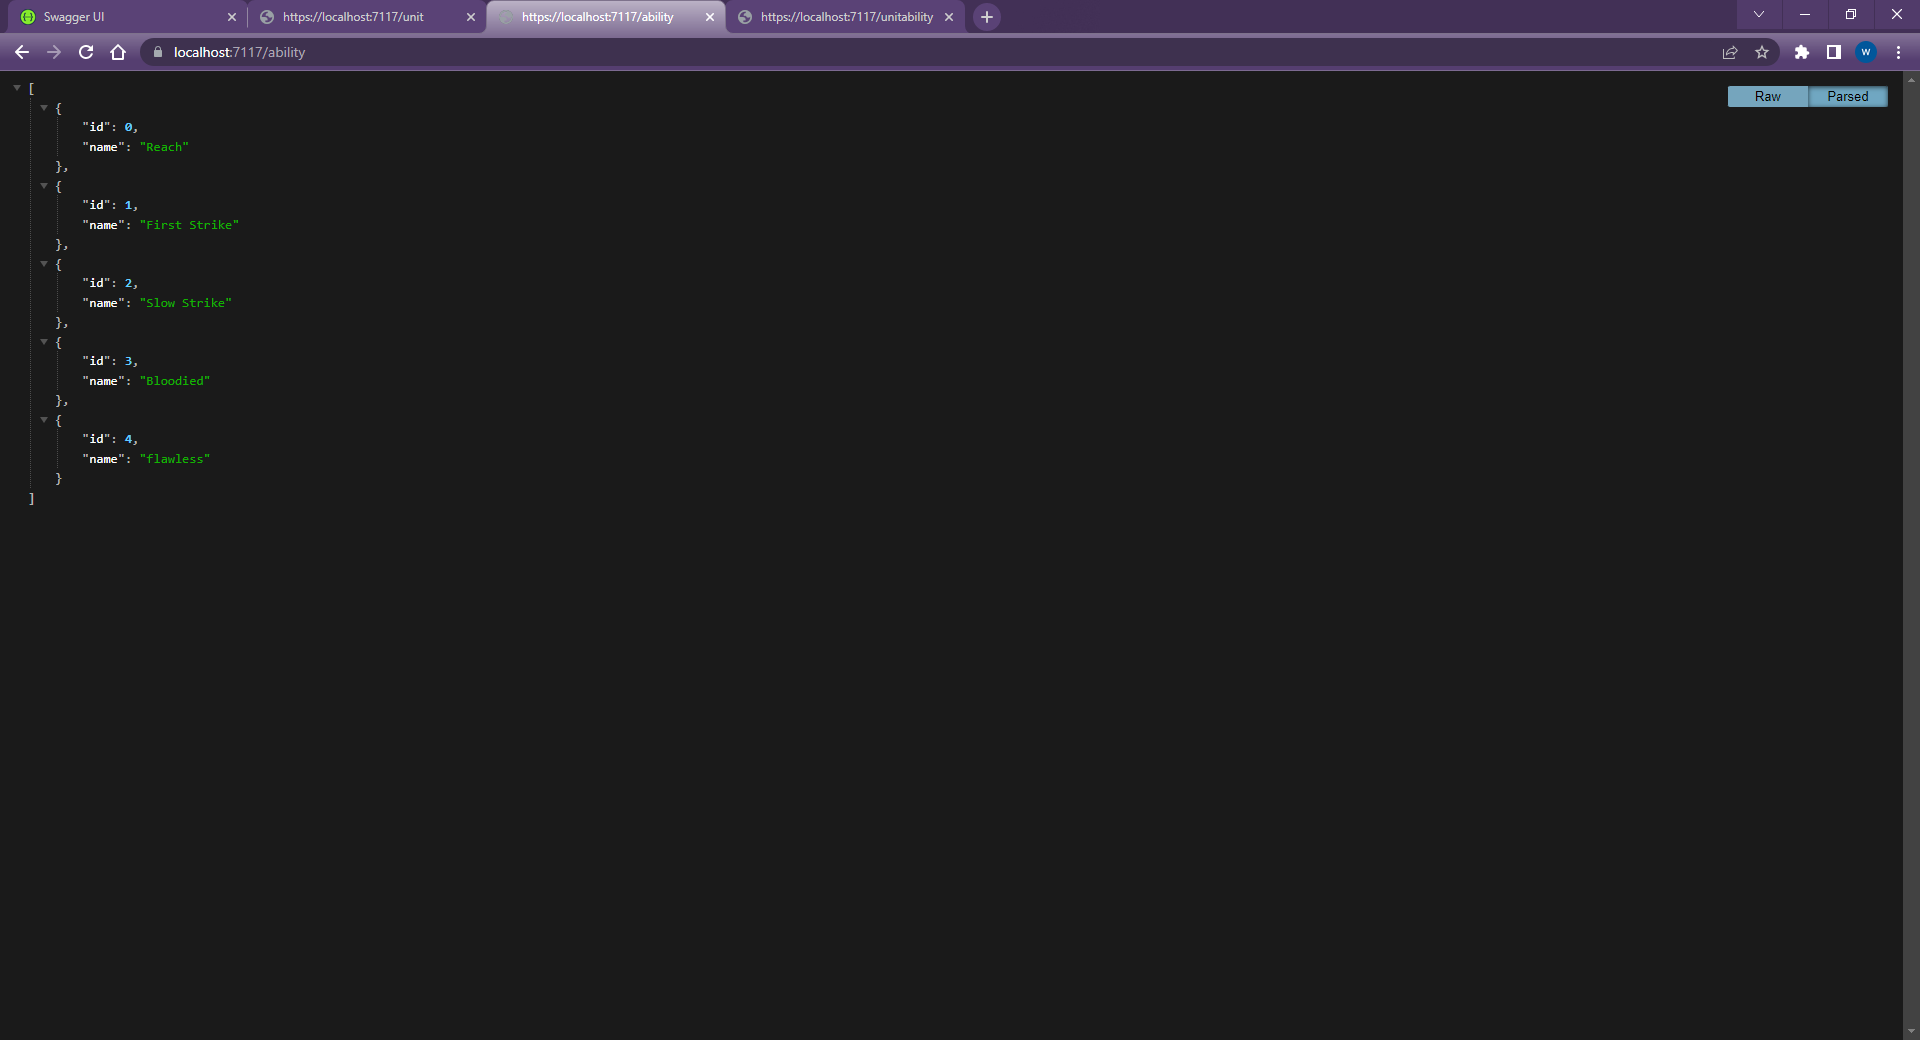 Swagger UI
https://localhost:7117/unit
https://localhost:7117/ability
https://localhost:7117/unitability
localhost:7117/ability
W
Raw
Parsed
[
{
"id": 0,
"name": "Reach"
},
{
"id": 1,
"name": "First Strike"
},
{
"id": 2,
"name": "Slow Strike"
},
{
"id": 3,
"name": "Bloodied"
},
{
"id": 4,
"name": "flawless"
}
]